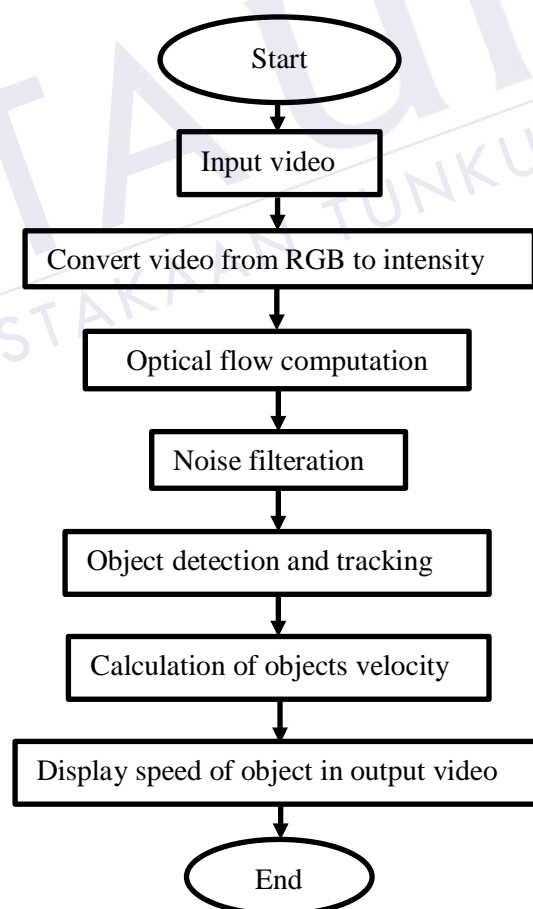 Start
Input video
Convert video from RGB to intensity
Optical flow computation
Noise filteration
Object detection and tracking
Calculation of objects velocity
Display speed of object in output video
End